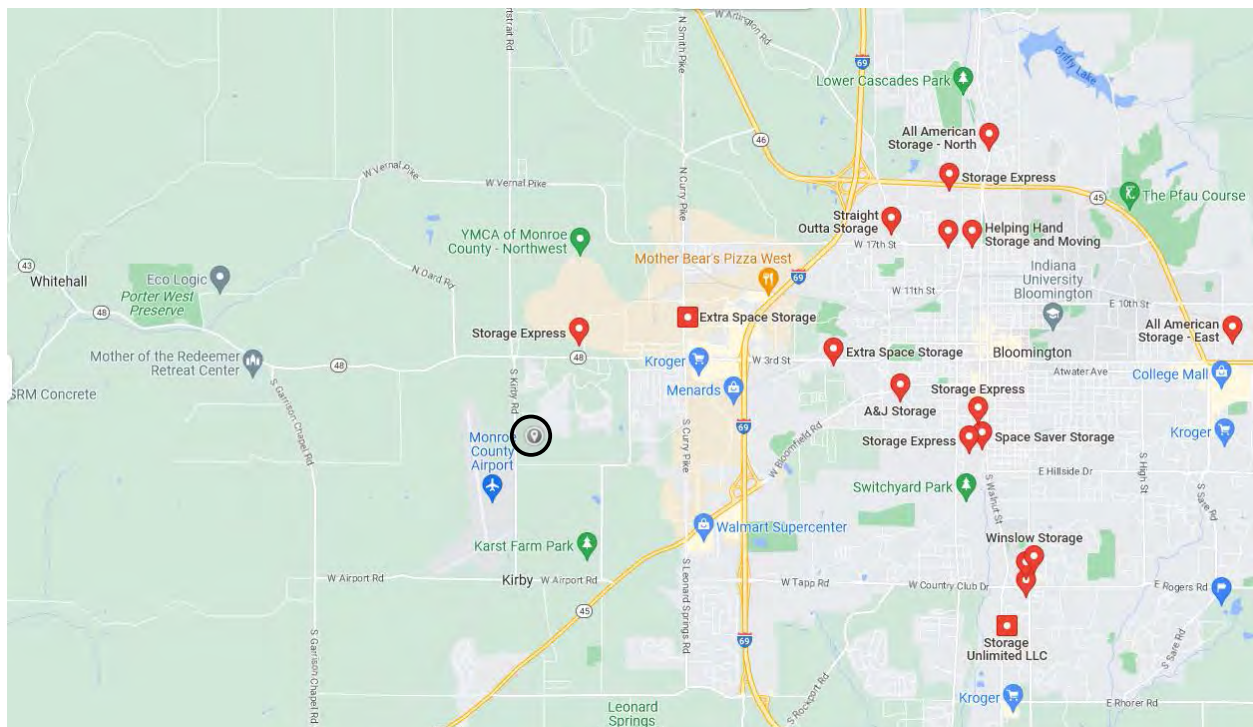 rtstrait Rd
N Smith Pike
W Arlington Rd
69
Griffy Lake
Lower Cascades Park
All American
Storage - North
46
W Vernal Pike
W Vernal Pike
N Curry Pike
Storage Express
45
The Pfau Course
Straight
Outta Storage
Helping Hand
Storage and Moving
YMCA of Monroe
County - Northwest
W 17th St
Mother Bear's Pizza West
43
Whitehall
Eco Logic
Porter West
Preserve
N Oard Rd
69
Indiana
University
Bloomington
W 11th St
E 10th St
48
Extra Space Storage
Storage Express
All American
Storage - East
Mother of the Redeemer
Retreat Center
48
48
Kroger
W 3rd St
Extra Space Storage
Bloomington
Atwater Ave
College Mall
SRM Concrete
S Kirby Rd
Menards
Storage Express
A&J Storage
S Garrison Chapel Rd
Monroe
County
Airport
S Curry Pike
69
W Bloomfield Rd
Storage Express
Space Saver Storage
Kroger
E Hillside Dr
S High St
S Sare Rd
Switchyard Park
S Walnut St
Walmart Supercenter
Karst Farm Park
Winslow Storage
W Airport Rd
Kirby
W Airport Rd
S Leonard Springs Rd
W Tapp Rd
W Country Club Dr
E Rogers Rd
45
S Garrison Chapel Rd
69
Storage
Unlimited LLC
S Sare Rd
S Rockport Rd
Leonard
Springs
Kroger
E Rhorer Rd